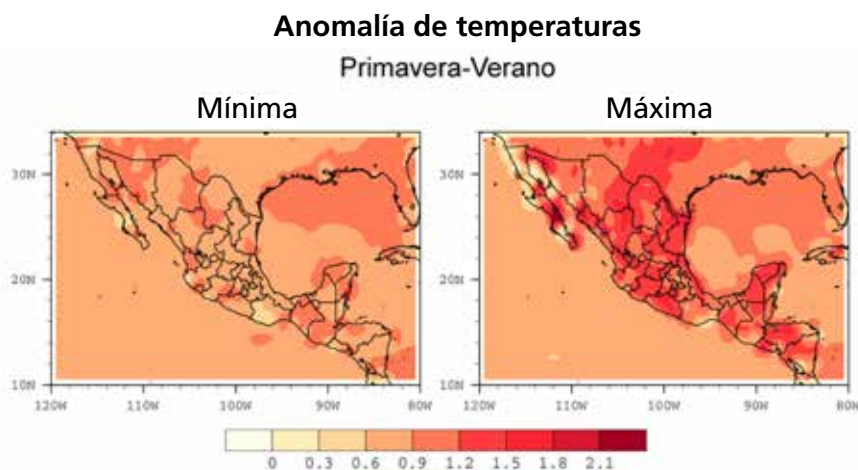 Anomalía de temperaturas
Primavera-Verano
Mínima
Máxima
30N
20N
10N
120W 110W 100W 90W 80W
30N
20N
10N
120W 110W 100W 90W 80W
0 0.3 0.6 0.9 1.2 1.5 1.8 2.1